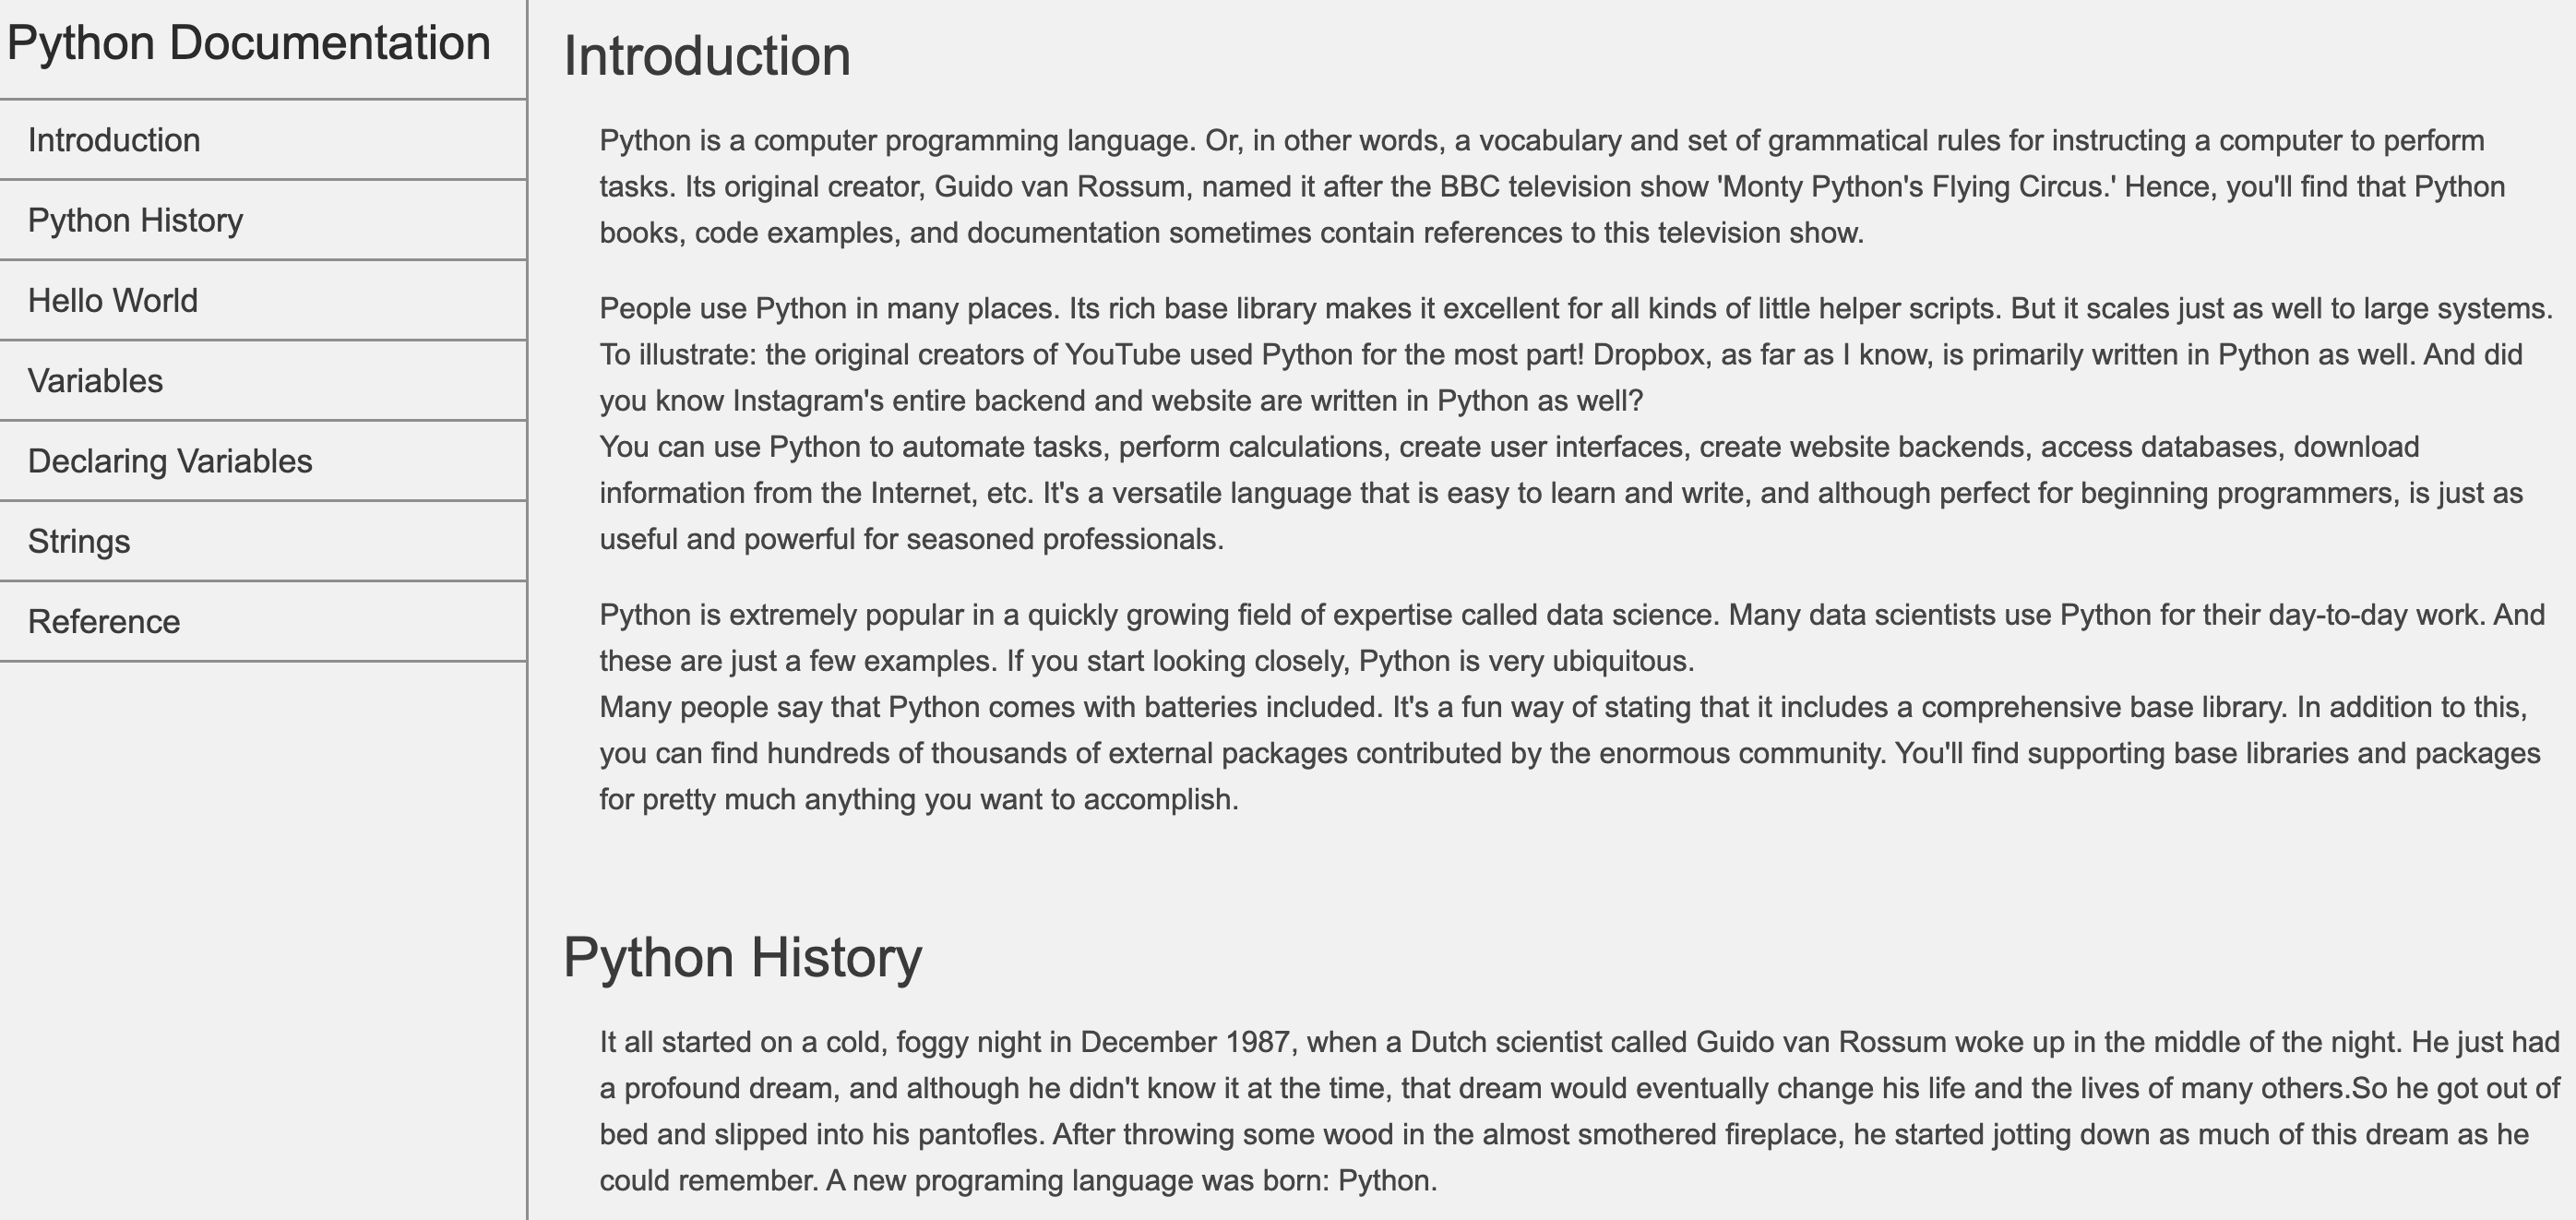 Python Documentation
Introduction
Python History
Hello World
Variables
Declaring Variables
Strings
Reference
Introduction
Python is a computer programming language. Or, in other words, a vocabulary and set of grammatical rules for instructing a computer to perform
tasks. Its original creator, Guido van Rossum, named it after the BBC television show 'Monty Python's Flying Circus.' Hence, you'll find that Python
books, code examples, and documentation sometimes contain references to this television show.
People use Python in many places. Its rich base library makes it excellent for all kinds of little helper scripts. But it scales just as well to large systems.
To illustrate: the original creators of YouTube used Python for the most part! Dropbox, as far as I know, is primarily written in Python as well. And did
you know Instagram's entire backend and website are written in Python as well?
You can use Python to automate tasks, perform calculations, create user interfaces, create website backends, access databases, download
information from the Internet, etc. It's a versatile language that is easy to learn and write, and although perfect for beginning programmers, is just as
useful and powerful for seasoned professionals.
Python is extremely popular in a quickly growing field of expertise called data science. Many data scientists use Python for their day-to-day work. And
these are just a few examples. If you start looking closely, Python is very ubiquitous.
Many people say that Python comes with batteries included. It's a fun way of stating that it includes a comprehensive base library. In addition to this,
you can find hundreds of thousands of external packages contributed by the enormous community. You'll find supporting base libraries and packages
for pretty much anything you want to accomplish.
Python History
It all started on a cold, foggy night in December 1987, when a Dutch scientist called Guido van Rossum woke up in the middle of the night. He just had
a profound dream, and although he didn't know it at the time, that dream would eventually change his life and the lives of many others.So he got out of
bed and slipped into his pantofles. After throwing some wood in the almost smothered fireplace, he started jotting down as much of this dream as he
could remember. A new programing language was born: Python.